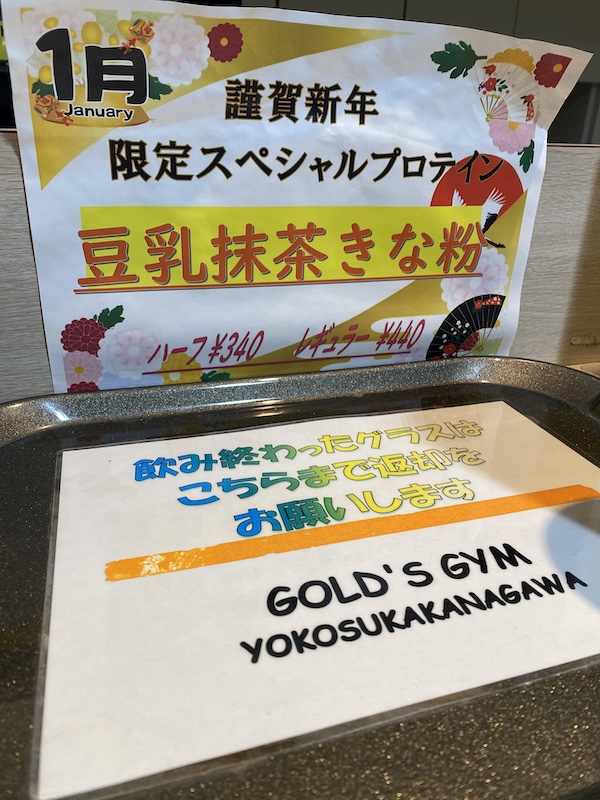 1月
January
謹賀新年
限定スペシャルプロテイン
豆乳抹茶きな粉
ハーフ ¥340 レギュラー ¥440
飲み終わったグラスは
こちらまで返却を
お願いします
GOLD'S GYM
YOKOSUKAKANAGAWA